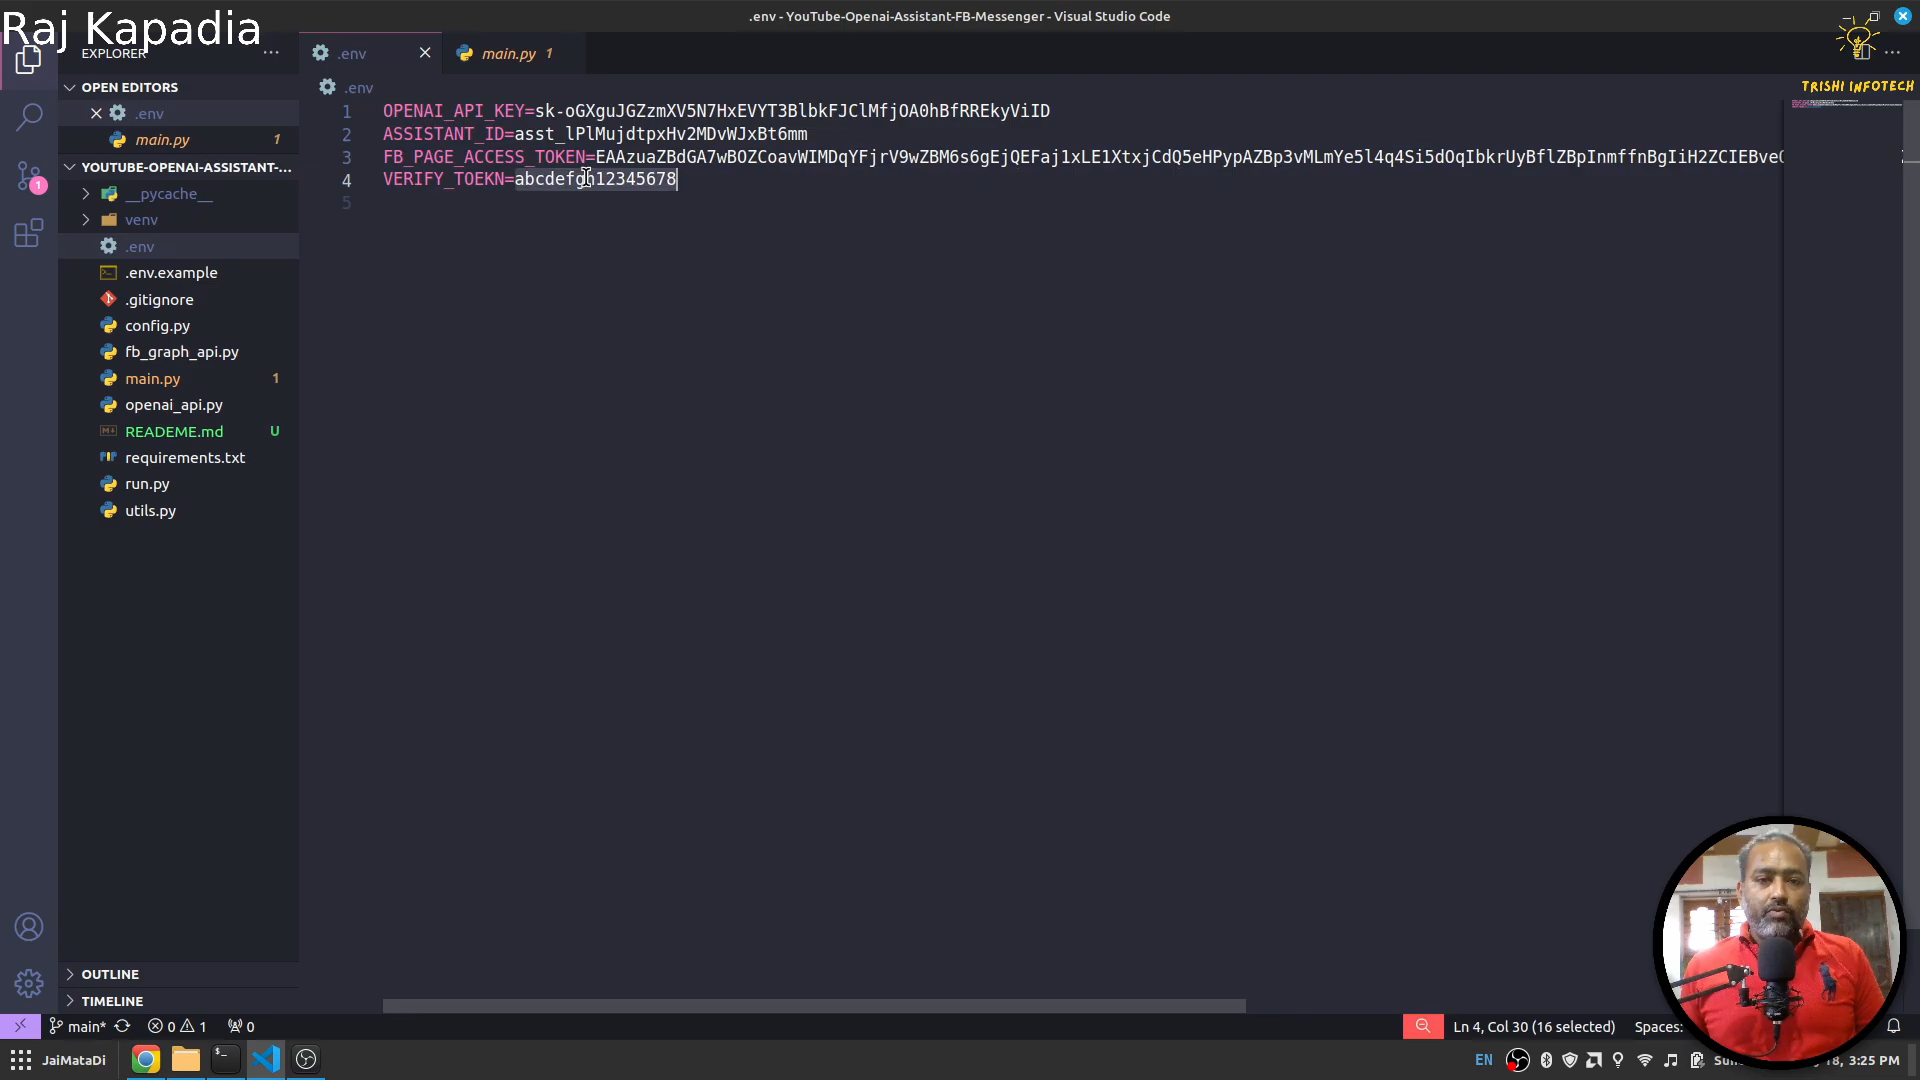 Raj Kapadia
.env - YouTube-Openai-Assistant-FB-Messenger - Visual Studio Code
EXPLORER
.env
main.py 1
TRISHI INFOTECH
OPEN EDITORS
.env
main.py 1
YOUTUBE-OPENAI-ASSISTANT-...
__pycache__
venv
.env
.env.example
.gitignore
config.py
fb_graph_api.py
main.py 1
openai_api.py
READEME.md U
requirements.txt
run.py
utils.py
OUTLINE
TIMELINE
.env
1 OPENAI_API_KEY=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
2 ASSISTANT_ID=asst_lPlMujdtpxHv2MDvWJxBt6mm
3 FB_PAGE_ACCESS_TOKEN=EAAzuaZBdGA7wBOZCoavWIMDqYFjrV9wZBM6s6gEjQEFaj1xLE1XtxjCdQ5eHPypAZBp3vMLmYe5l4q4Si5dOqIbkrUyBflZBpInmffnBgIiH2ZCIEBve
4 VERIFY_TOEKN=abcdefgh12345678
5
1
main* 0 1 0
Ln 4, Col 30 (16 selected) Spaces:
JaiMataDi
EN
18, 3:25 PM